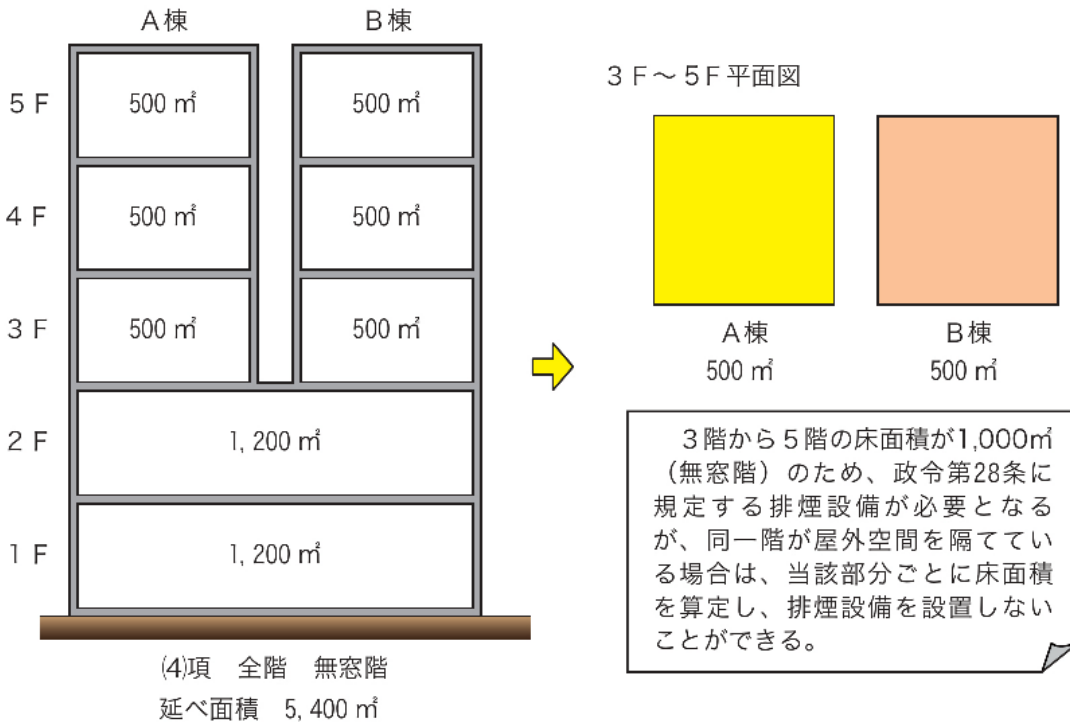 A棟
B棟
5F
500㎡
500㎡
4F
500㎡
500㎡
3F
500㎡
500㎡
2F
1,200㎡
1F
1,200㎡
⑷項 全階 無窓階
延べ面積 5,400㎡
3F～5F平面図
A棟
500㎡
B棟
500㎡
3階から5階の床面積が1,000㎡
（無窓階）のため、政令第28条に
規定する排煙設備が必要となる
が、同一階が屋外空間を隔ててい
る場合は、当該部分ごとに床面積
を算定し、排煙設備を設置しない
ことができる。